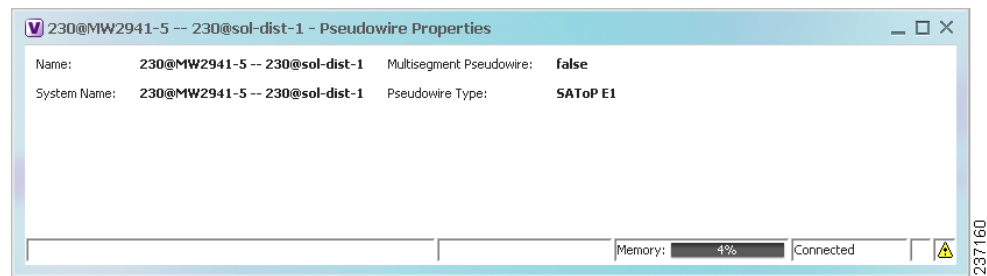 V 230@MW2941-5 -- 230@sol-dist-1 - Pseudowire Properties
Name: 230@MW2941-5 -- 230@sol-dist-1 Multisegment Pseudowire: false
System Name: 230@MW2941-5 -- 230@sol-dist-1 Pseudowire Type: SAToP E1
Memory: 4% Connected
237160